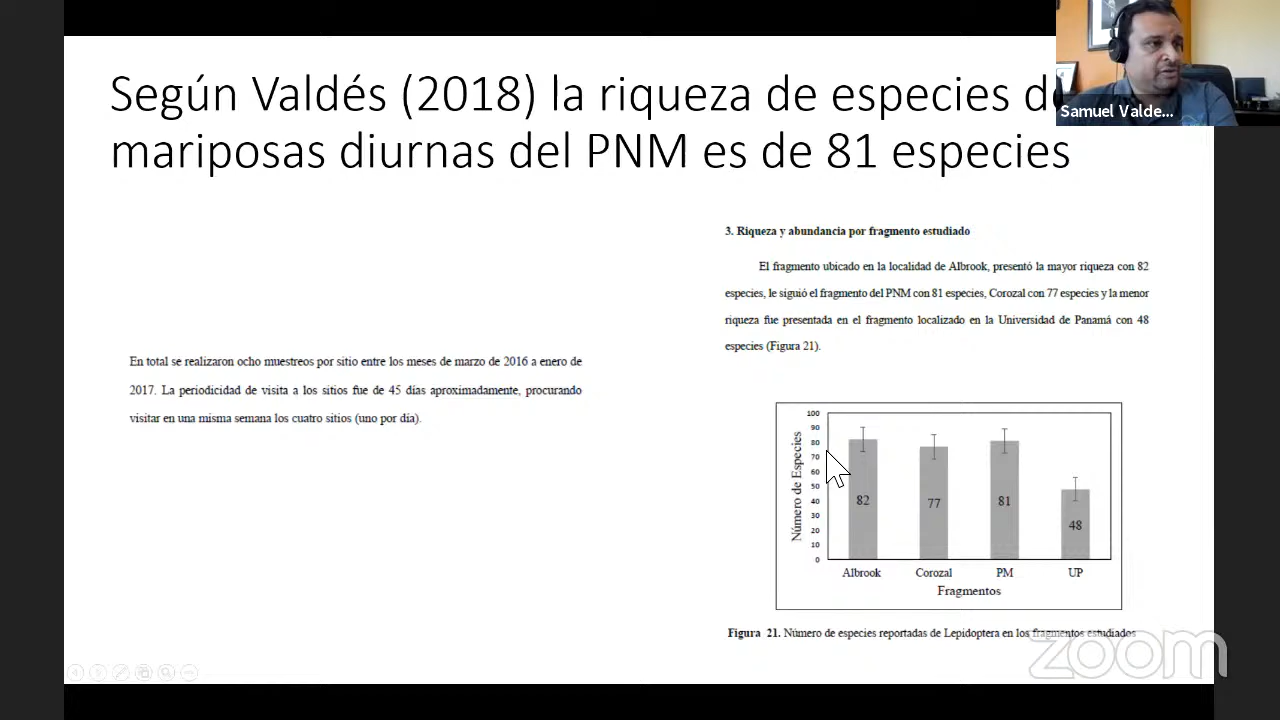 Según Valdés (2018) la riqueza de especies d
mariposas diurnas del PNM es de 81 especies
Samuel Valde...
En total se realizaron ocho muestreos por sitio entre los meses de marzo de 2016 a enero de
2017. La periodicidad de visita a los sitios fue de 45 días aproximadamente, procurando
visitar en una misma semana los cuatro sitios (uno por día).
3. Riqueza y abundancia por fragmento estudiado
El fragmento ubicado en la localidad de Albrook, presentó la mayor riqueza con 82
especies, le siguió el fragmento del PNM con 81 especies, Corozal con 77 especies y la menor
riqueza fue presentada en el fragmento localizado en la Universidad de Panamá con 48
especies (Figura 21).
Número de Especies
100
90
80
70
60
50
40
30
20
10
0
82
77
81
48
Albrook Corozal PM UP
Fragmentos
Figura 21. Número de especies reportadas de Lepidoptera en los fragmentos estudiados
zoom